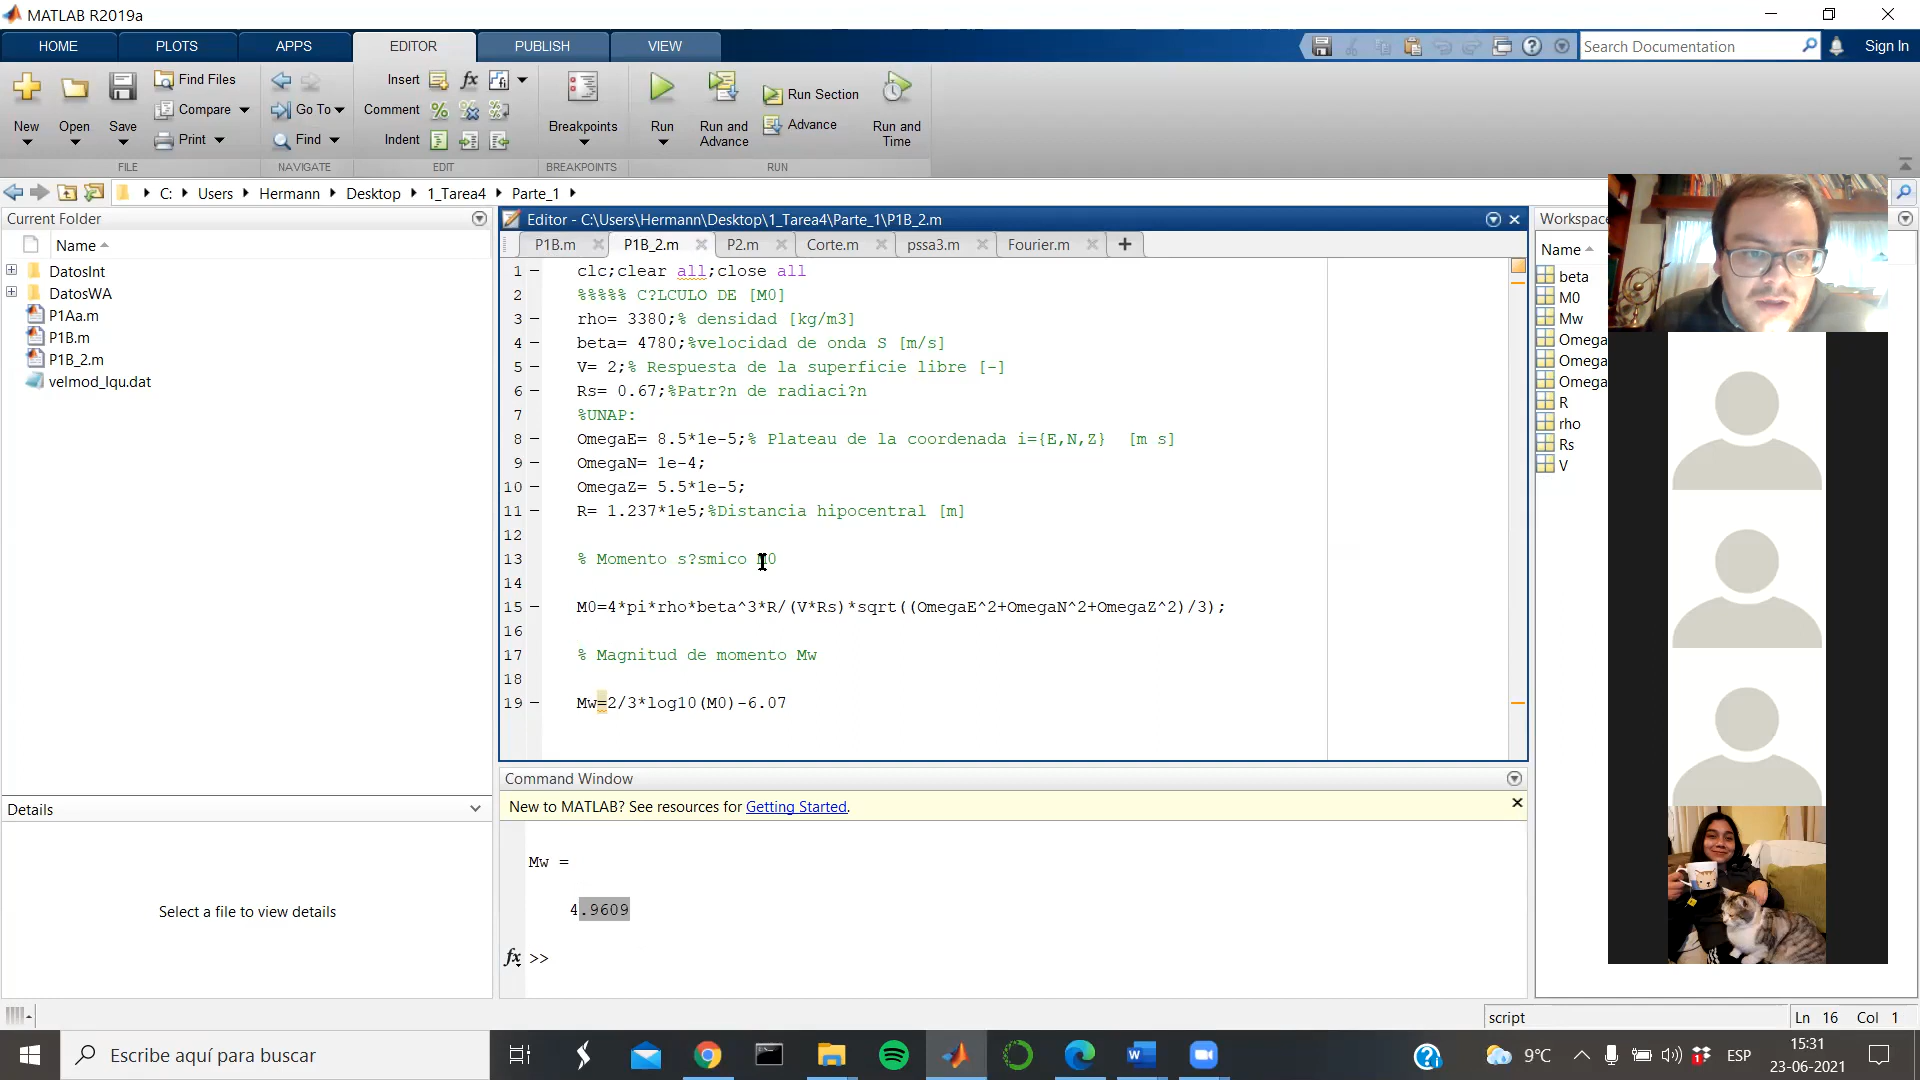 MATLAB R2019a
HOME PLOTS APPS EDITOR PUBLISH VIEW
Search Documentation
Sign In
New
Open
Save
Find Files
Compare
Print
FILE
Go To
Find
NAVIGATE
Insert
Comment
Indent
fx
EDIT
Breakpoints
BREAKPOINTS
Run
Run and Advance
Run Section
Advance
Run and Time
RUN
C: Users Hermann Desktop 1_Tarea4 Parte_1
Current Folder
Name
DatosInt
DatosWA
P1Aa.m
P1B.m
P1B_2.m
velmod_Iqu.dat
Details
Select a file to view details
Editor - C:\Users\Hermann\Desktop\1_Tarea4\Parte_1\P1B_2.m
P1B.m P1B_2.m P2.m Corte.m pssa3.m Fourier.m
1 clc;clear all;close all
2 %%%%% C?LCULO DE [M0]
3 rho= 3380;% densidad [kg/m3]
4 beta= 4780;%velocidad de onda S [m/s]
5 V= 2;% Respuesta de la superficie libre [-]
6 Rs= 0.67;%Patr?n de radiaci?n
7 %UNAP:
8 OmegaE= 8.5*1e-5;% Plateau de la coordenada i={E,N,Z} [m s]
9 OmegaN= 1e-4;
10 OmegaZ= 5.5*1e-5;
11 R= 1.237*1e5;%Distancia hipocentral [m]
12
13 % Momento s?smico M0
14
15 M0=4*pi*rho*beta^3*R/(V*Rs)*sqrt((OmegaE^2+OmegaN^2+OmegaZ^2)/3);
16
17 % Magnitud de momento Mw
18
19 Mw=2/3*log10(M0)-6.07
Command Window
New to MATLAB? See resources for Getting Started.
Mw =
4.9609
fx >>
Workspace
Name
beta
M0
Mw
Omega
Omega
Omega
R
rho
Rs
V
script
Ln 16 Col 1
Escribe aquí para buscar
9°C
ESP
15:31
23-06-2021